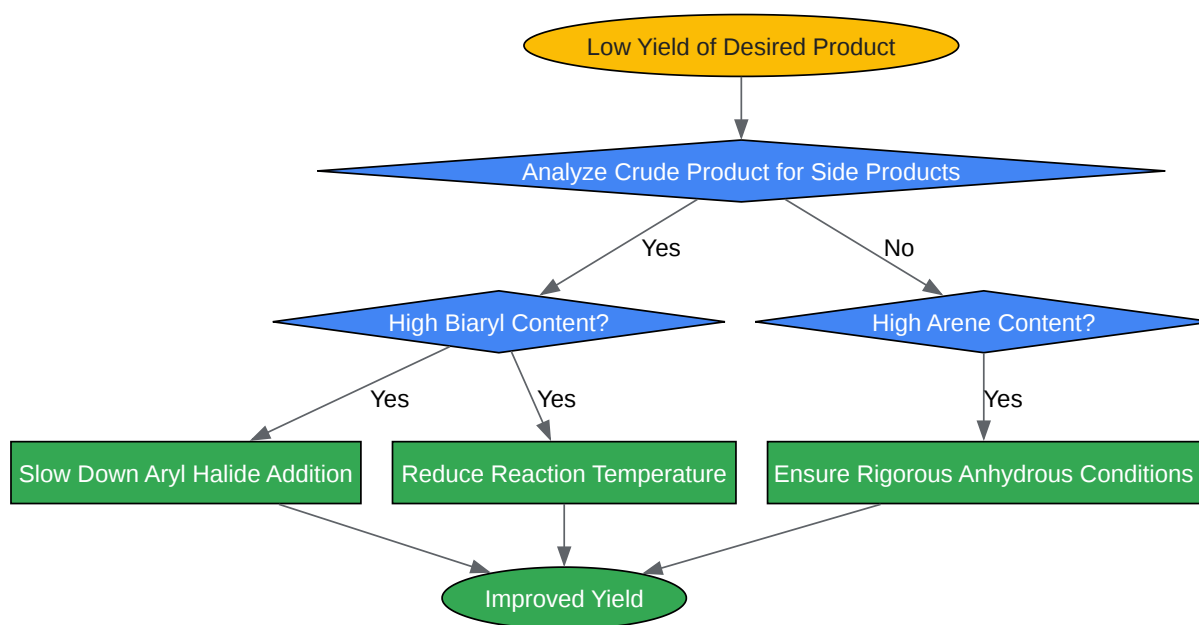 Low Yield of Desired Product
Analyze Crude Product for Side Products
Yes
No
High Biaryl Content?
High Arene Content?
Yes
Yes
Yes
Slow Down Aryl Halide Addition
Reduce Reaction Temperature
Ensure Rigorous Anhydrous Conditions
Improved Yield